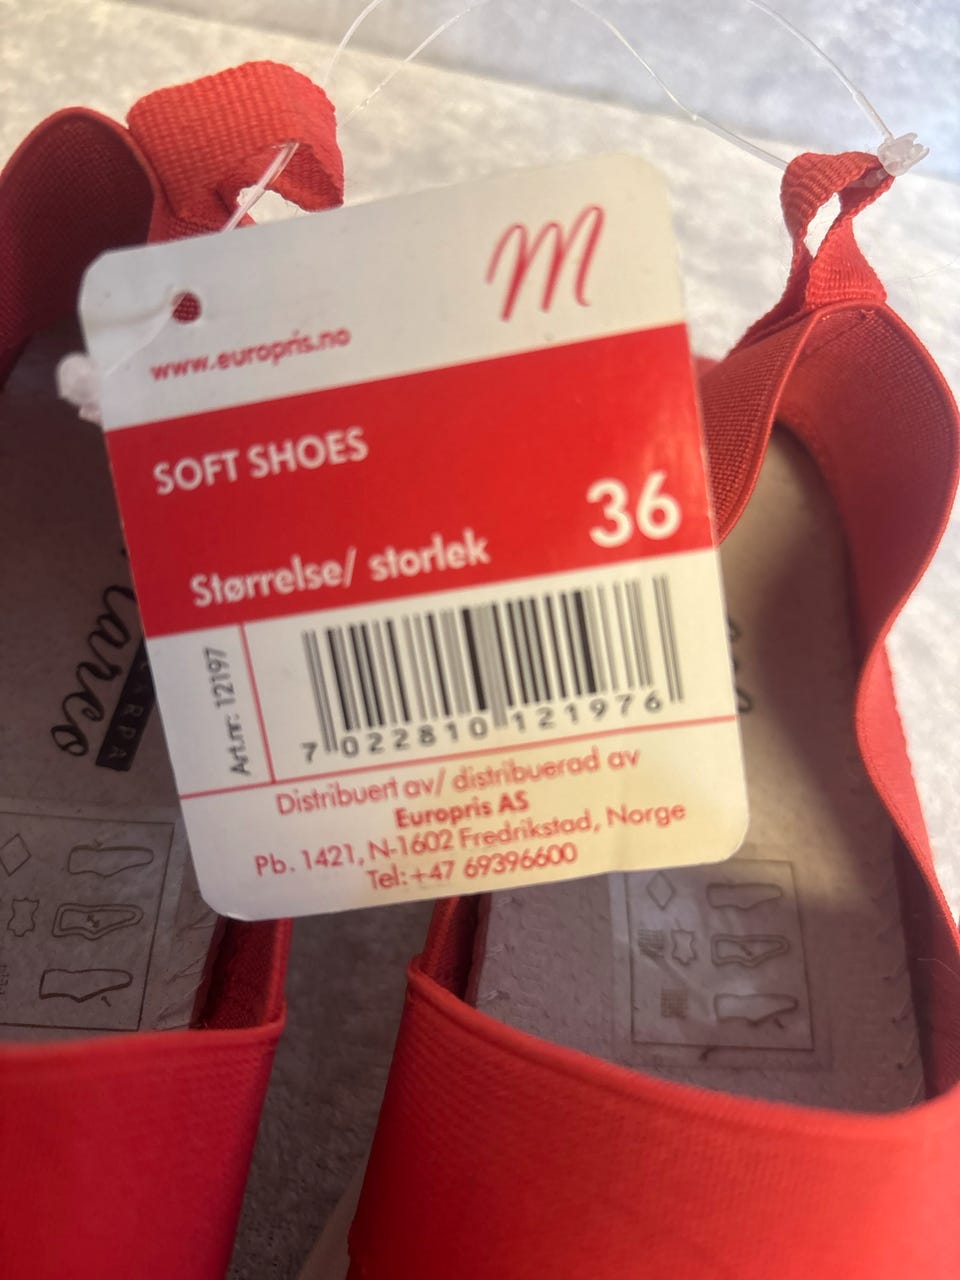 M
www.europris.no
SOFT SHOES
36
Størrelse/ storlek
Art.nr: 12197
7 022810 121976
Distribuert av/ distribuerad av
Europris AS
Pb. 1421, N-1602 Fredrikstad, Norge
Tel:+47 69396600